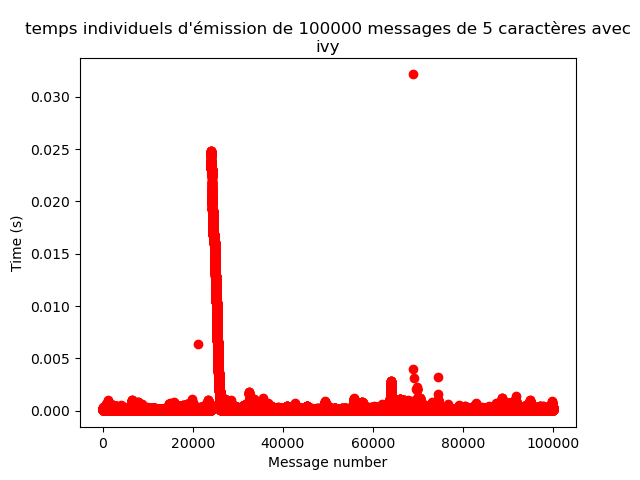 temps individuels d'émission de 100000 messages de 5 caractères avec
ivy
0.030
0.025
0.020
0.015
0.010
0.005
0.000
Time (s)
0 20000 40000 60000 80000 100000
Message number